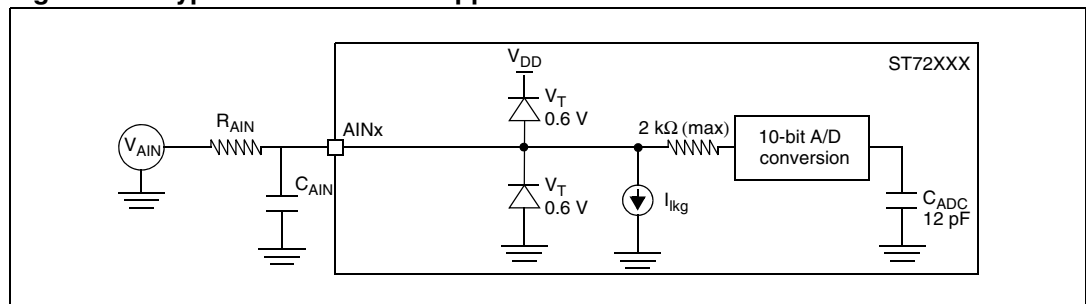 V_DD
ST72XXX
V_T
0.6 V
R_AIN
AINx
2 kΩ (max)
10-bit A/D
conversion
V_AIN
C_AIN
V_T
0.6 V
I_lkg
C_ADC
12 pF